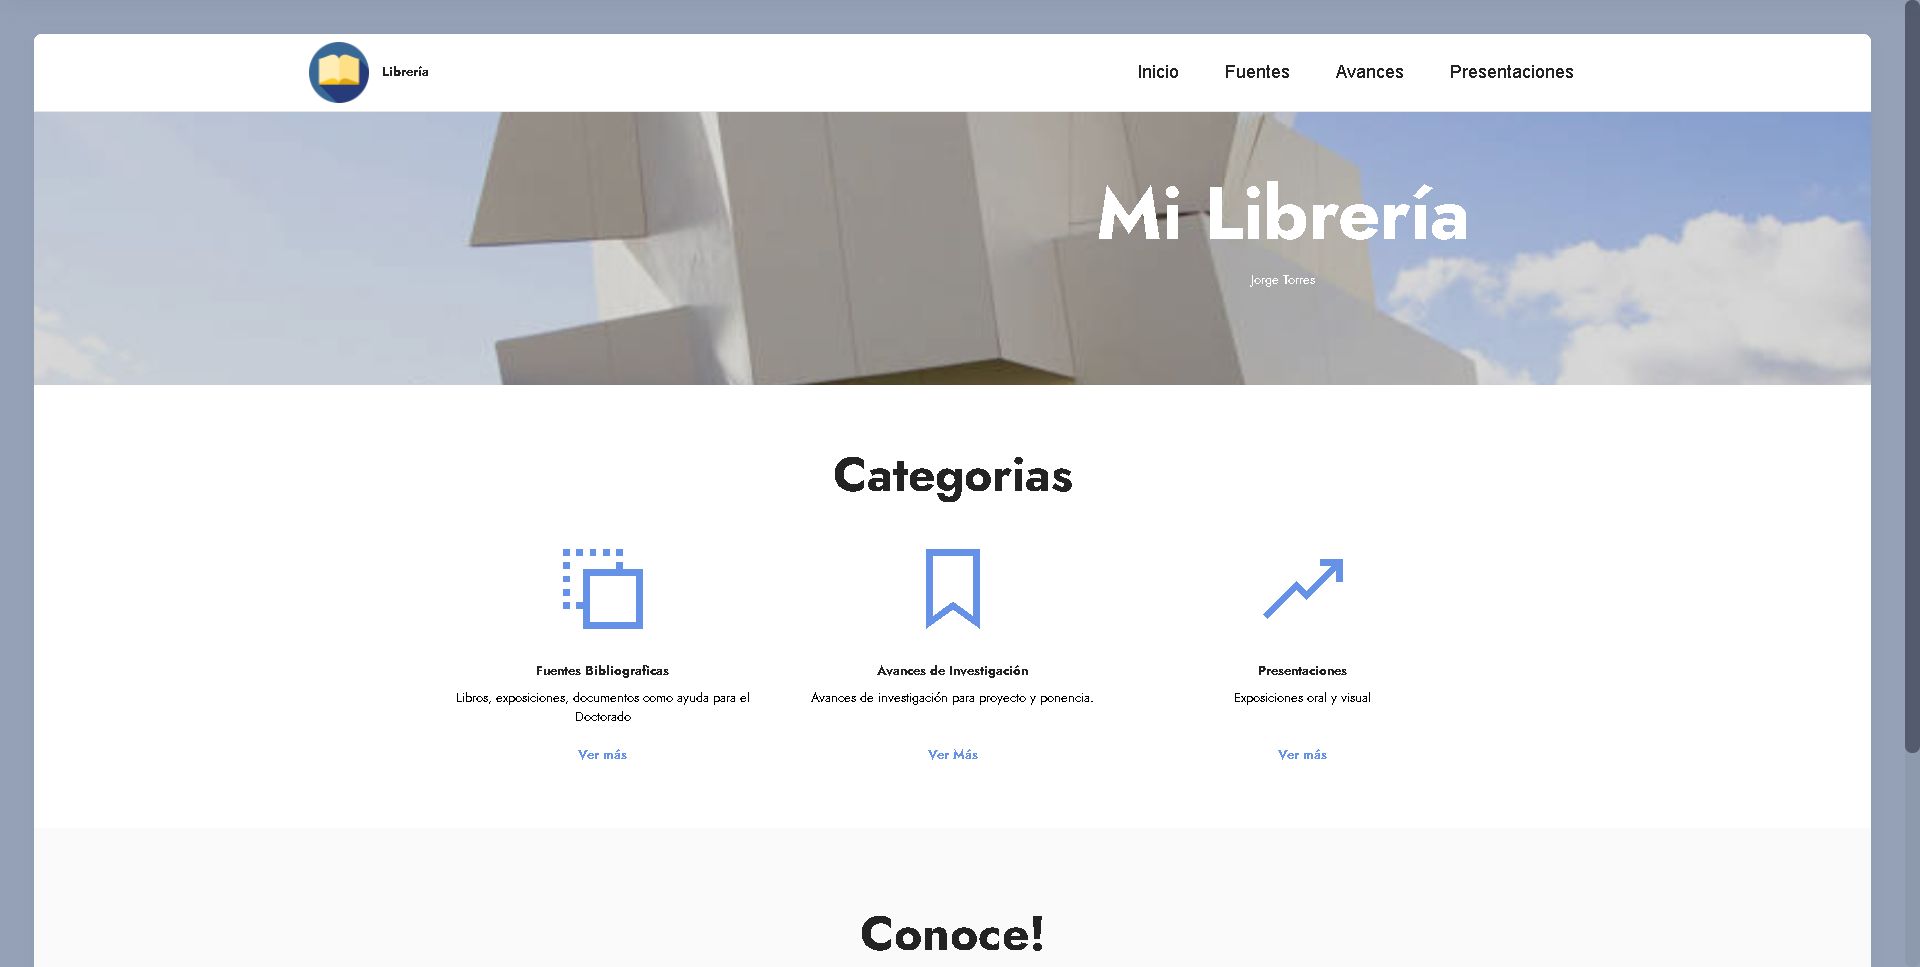 Librería
Inicio Fuentes Avances Presentaciones
Mi Librería
Jorge Torres
Categorias
Fuentes Bibliograficas
Libros, exposiciones, documentos como ayuda para el
Doctorado
Ver más
Avances de Investigación
Avances de investigación para proyecto y ponencia.
Ver Más
Presentaciones
Exposiciones oral y visual
Ver más
Conoce!